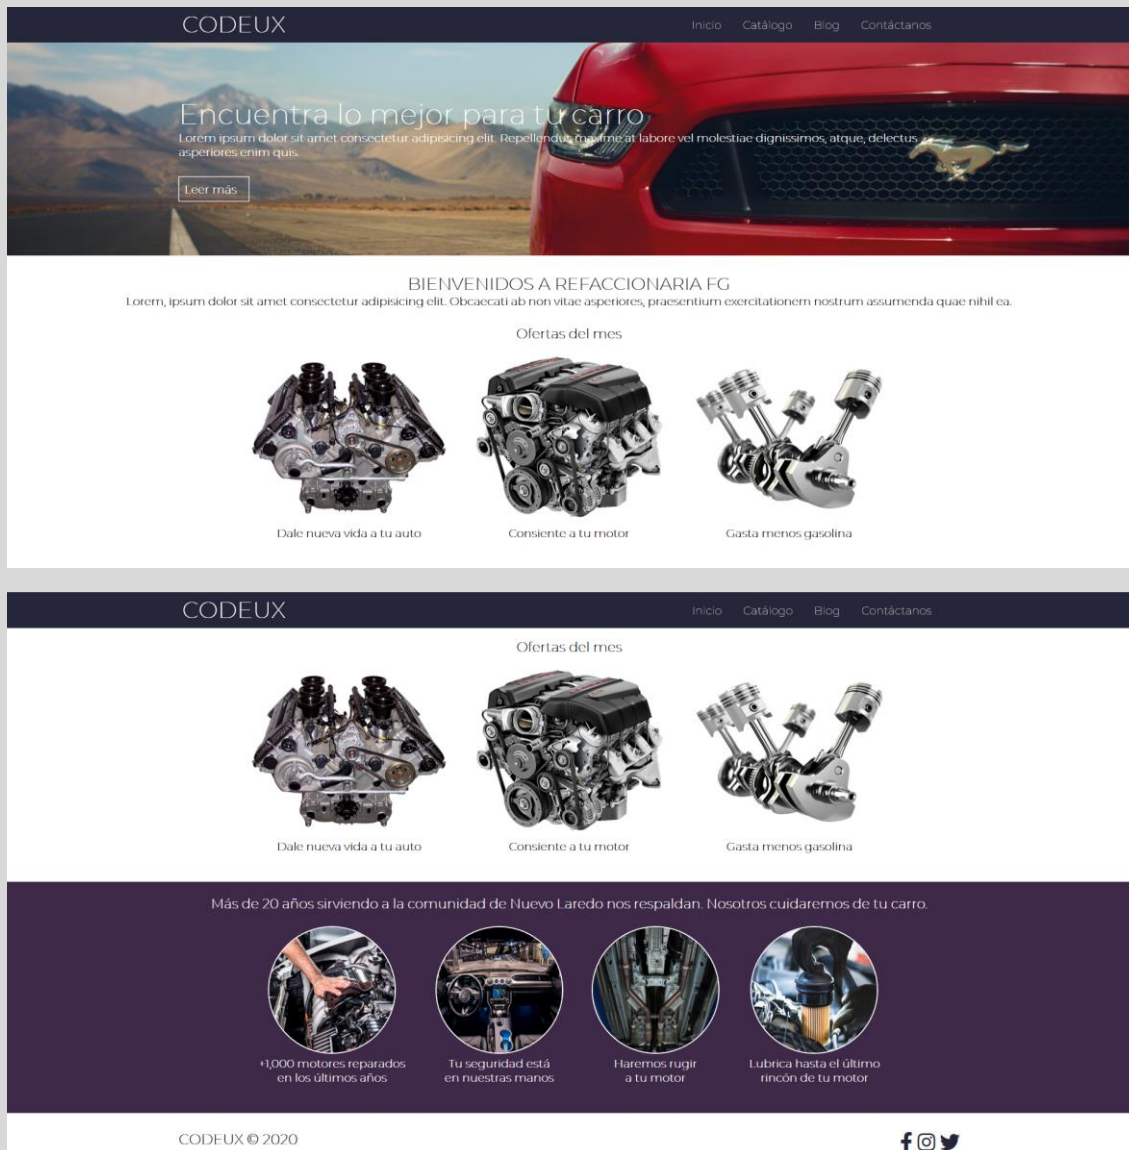 CODEUX
Inicio Catálogo Blog Contáctanos
Encuentra lo mejor para tu carro
Lorem ipsum dolor sit amet consectetur adipisicing elit. Repellendus maxime at labore vel molestiae dignissimos, atque, delectus
asperiores enim quis.
Leer más
BIENVENIDOS A REFACCIONARIA FG
Lorem, ipsum dolor sit amet consectetur adipisicing elit. Obcaecati ab non vitae asperiores, praesentium exercitationem nostrum assumenda quae nihil ea.
Ofertas del mes
Dale nueva vida a tu auto
Consiente a tu motor
Gasta menos gasolina
CODEUX
Inicio Catálogo Blog Contáctanos
Ofertas del mes
Dale nueva vida a tu auto
Consiente a tu motor
Gasta menos gasolina
Más de 20 años sirviendo a la comunidad de Nuevo Laredo nos respaldan. Nosotros cuidaremos de tu carro.
+1,000 motores reparados
en los últimos años
Tu seguridad está
en nuestras manos
Haremos rugir
a tu motor
Lubrica hasta el último
rincón de tu motor
CODEUX © 2020